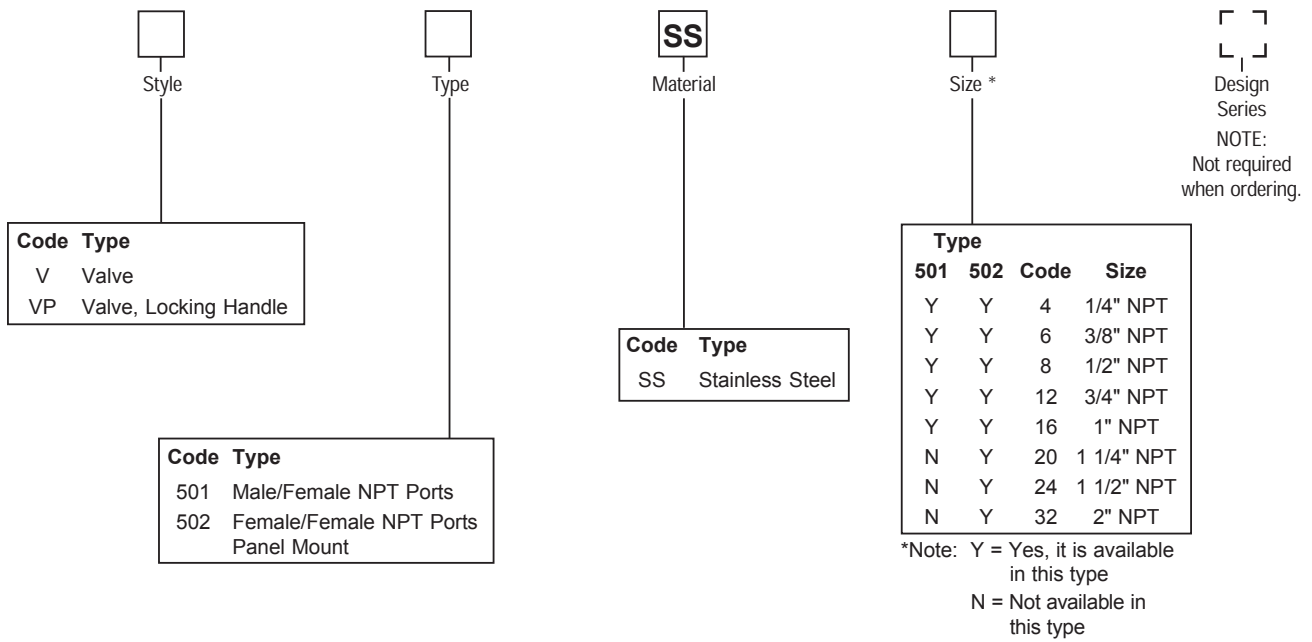 SS
Style
Type
Material
Size *
Design
Series
NOTE:
Not required
when ordering.
Code Type
V Valve
VP Valve, Locking Handle
Code Type
501 Male/Female NPT Ports
502 Female/Female NPT Ports
Panel Mount
Code Type
SS Stainless Steel
Type
501 502 Code Size
Y Y 4 1/4" NPT
Y Y 6 3/8" NPT
Y Y 8 1/2" NPT
Y Y 12 3/4" NPT
Y Y 16 1" NPT
N Y 20 1 1/4" NPT
N Y 24 1 1/2" NPT
N Y 32 2" NPT
*Note: Y = Yes, it is available
in this type
N = Not available in
this type